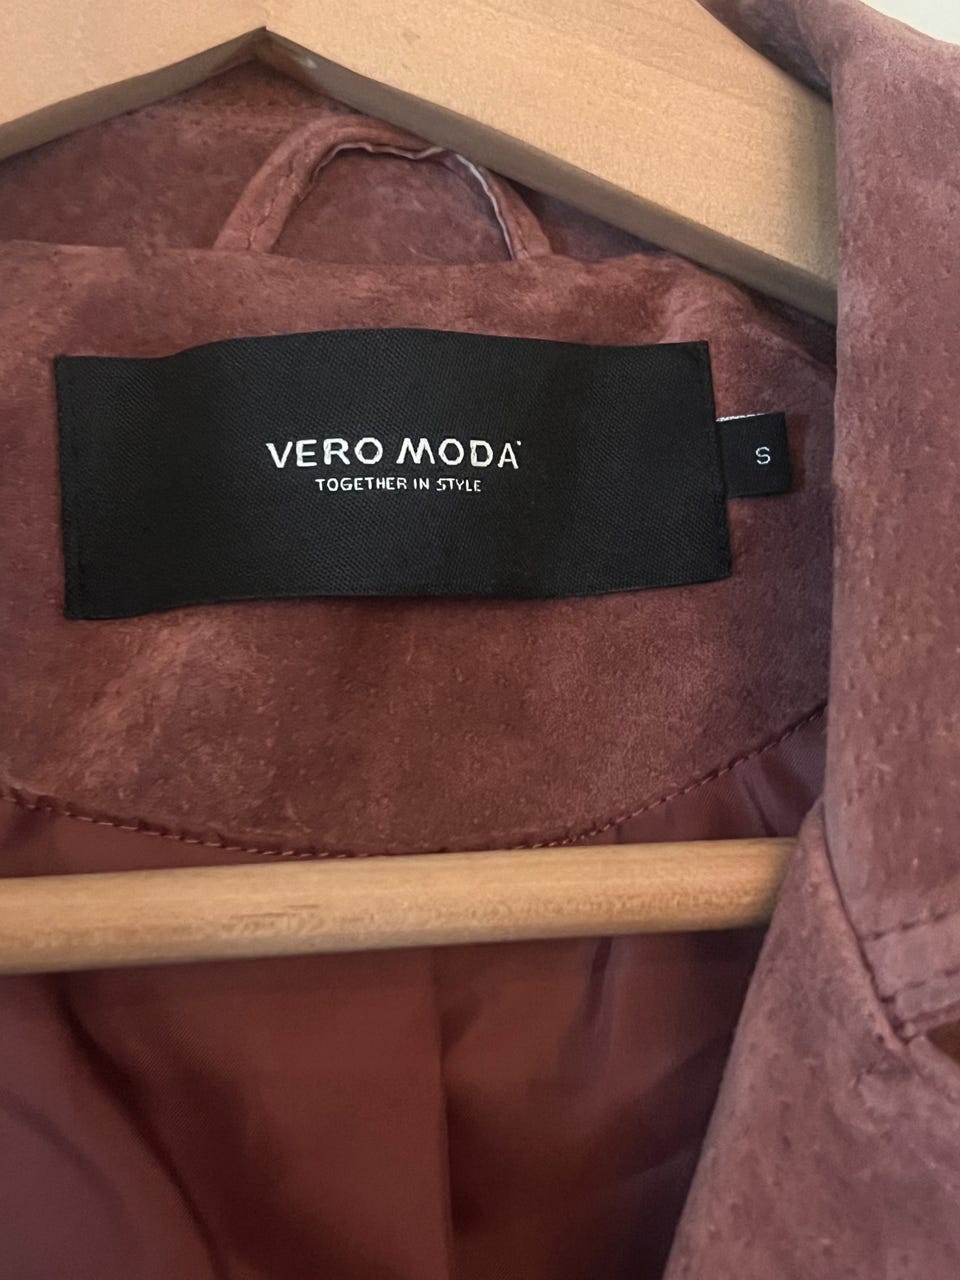 VERO MODA
TOGETHER IN STYLE
S